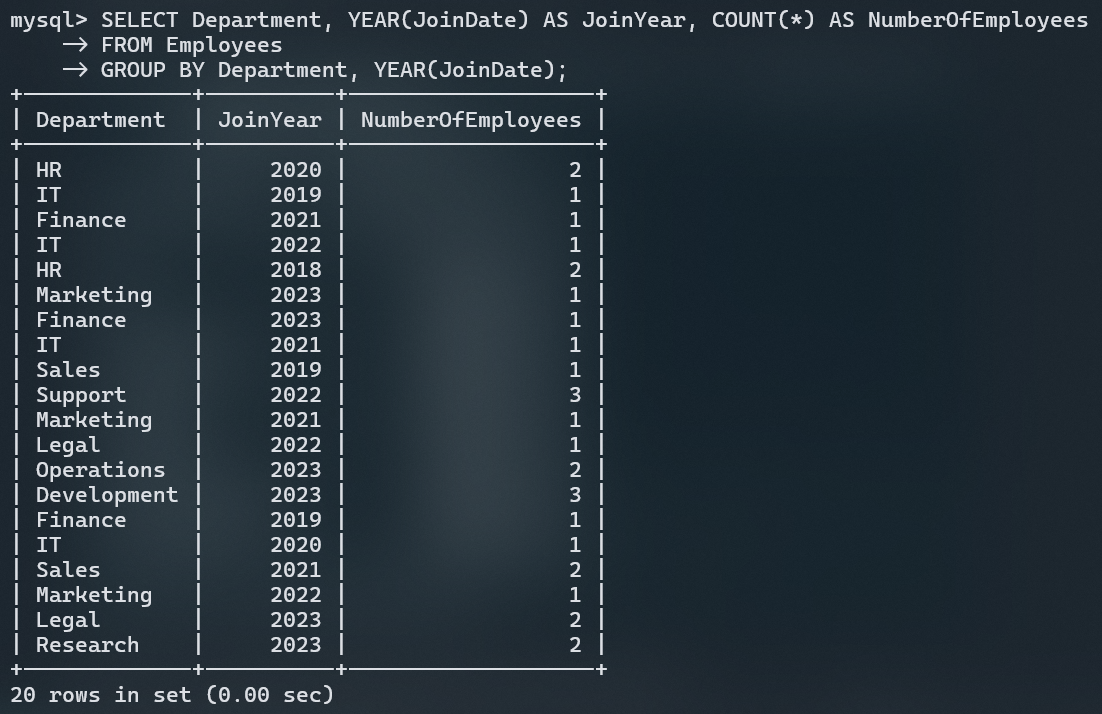 mysql> SELECT Department, YEAR(JoinDate) AS JoinYear, COUNT(*) AS NumberOfEmployees
    -> FROM Employees
    -> GROUP BY Department, YEAR(JoinDate);
+-------------+----------+-------------------+
| Department  | JoinYear | NumberOfEmployees |
+-------------+----------+-------------------+
| HR          |     2020 |                 2 |
| IT          |     2019 |                 1 |
| Finance     |     2021 |                 1 |
| IT          |     2022 |                 1 |
| HR          |     2018 |                 2 |
| Marketing   |     2023 |                 1 |
| Finance     |     2023 |                 1 |
| IT          |     2021 |                 1 |
| Sales       |     2019 |                 1 |
| Support     |     2022 |                 3 |
| Marketing   |     2021 |                 1 |
| Legal       |     2022 |                 1 |
| Operations  |     2023 |                 2 |
| Development |     2023 |                 3 |
| Finance     |     2019 |                 1 |
| IT          |     2020 |                 1 |
| Sales       |     2021 |                 2 |
| Marketing   |     2022 |                 1 |
| Legal       |     2023 |                 2 |
| Research    |     2023 |                 2 |
+-------------+----------+-------------------+
20 rows in set (0.00 sec)